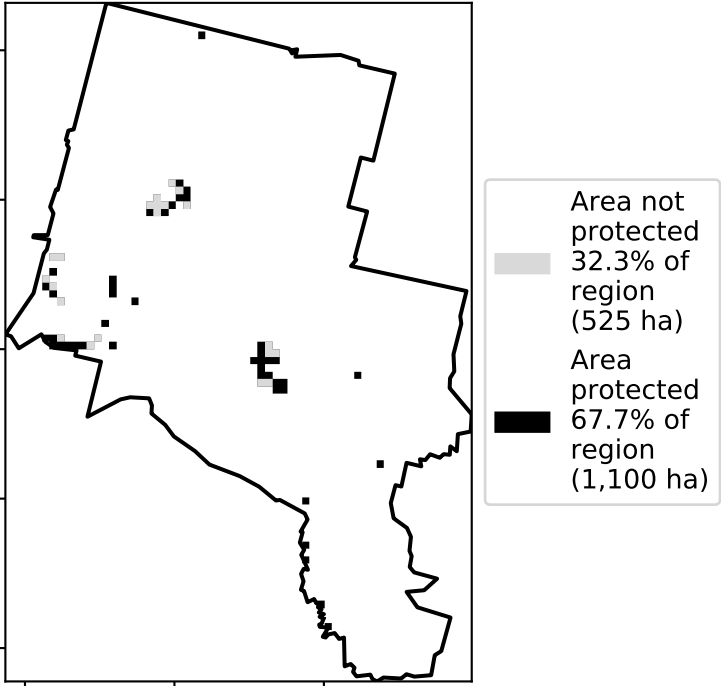 Area not
protected
32.3% of
region
(525 ha)
Area
protected
67.7% of
region
(1,100 ha)